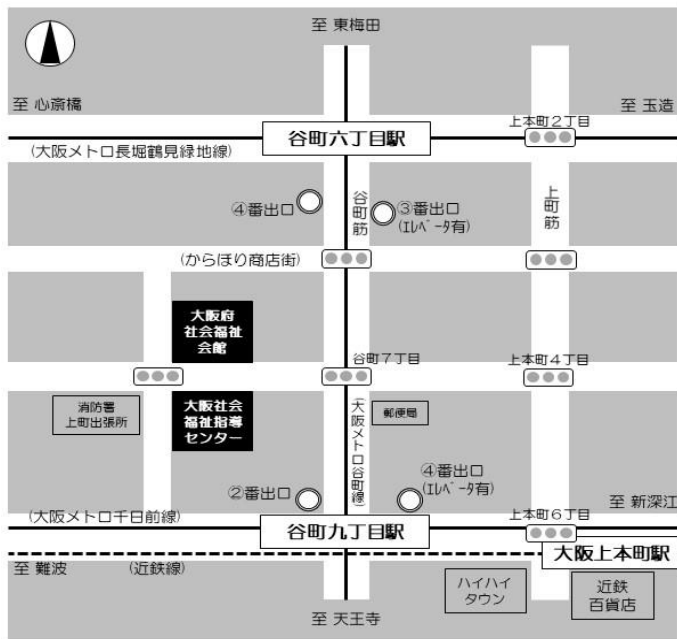 至 東梅田
至 心斎橋
至 玉造
上本町2丁目
谷町六丁目駅
(大阪メトロ長堀鶴見緑地線)
④番出口
谷町筋
③番出口
(ｴﾚﾍﾞｰﾀ有)
上町筋
(からほり商店街)
大阪府
社会福祉
会館
谷町7丁目
上本町4丁目
消防署
上町出張所
大阪社会
福祉指導
センター
(大阪メトロ谷町線)
郵便局
②番出口
④番出口
(ｴﾚﾍﾞｰﾀ有)
至 新深江
(大阪メトロ千日前線)
上本町6丁目
谷町九丁目駅
大阪上本町駅
至 難波
(近鉄線)
ハイハイ
タウン
近鉄
百貨店
至 天王寺